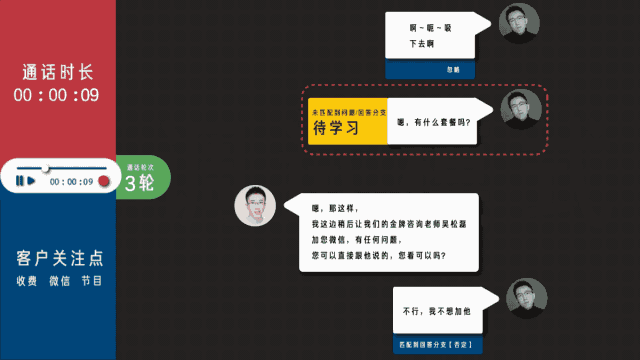 通话时长
00:00:09
00:00:09
通话轮次
3轮
客户关注点
收费 微信 节目
啊~呃~吸
下去啊
忽略
未匹配到问题/回答分支
待学习
嗯，有什么套餐吗?
嗯，那这样，
我这边稍后让我们的金牌咨询老师吴松磊
加您微信，有任何问题，
您可以直接跟他说的，您看可以吗?
不行，我不想加他
匹配到回答分支【否定】